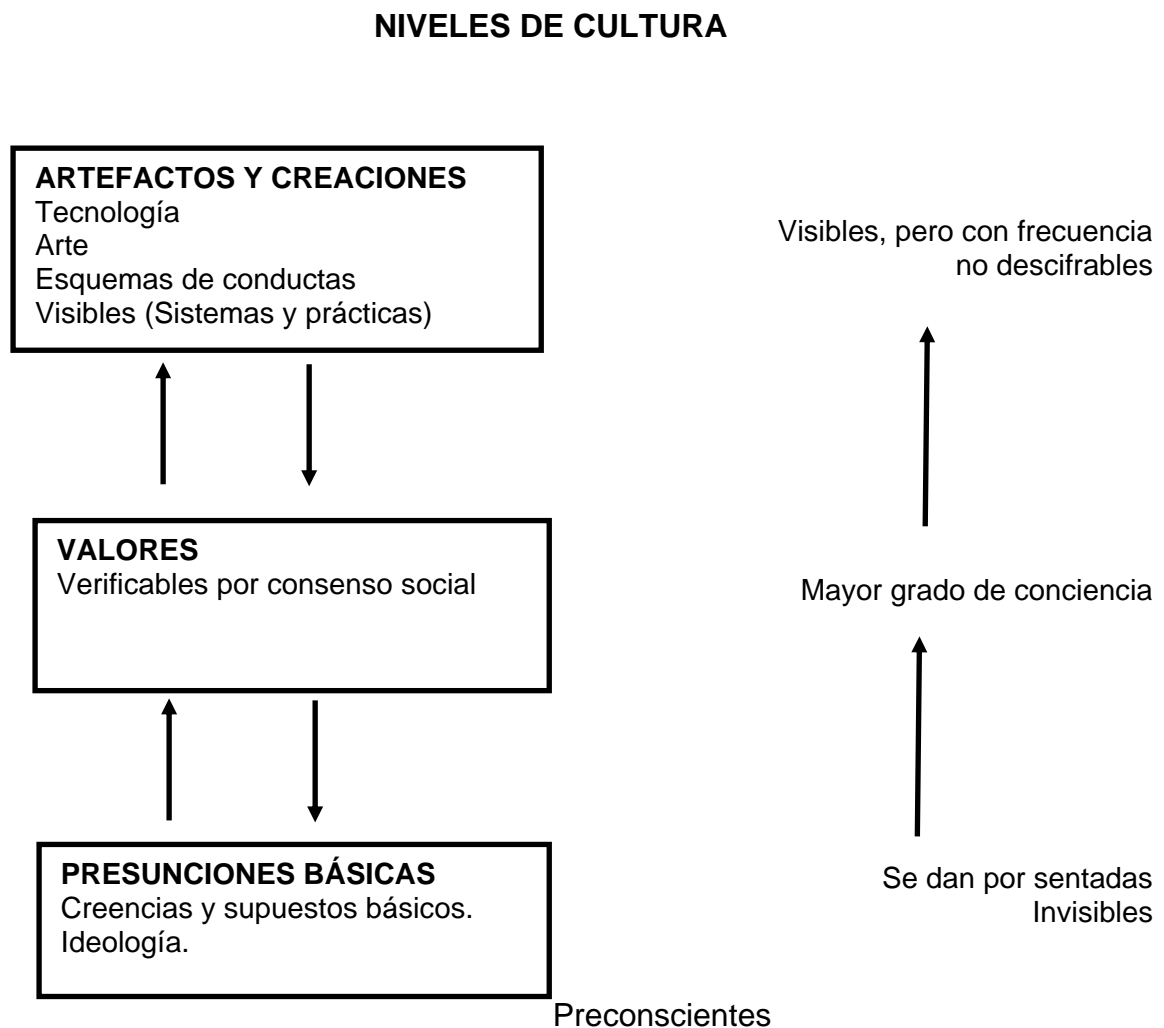 NIVELES DE CULTURA
ARTEFACTOS Y CREACIONES
Tecnología
Arte
Esquemas de conductas
Visibles (Sistemas y prácticas)
Visibles, pero con frecuencia
no descifrables
VALORES
Verificables por consenso social
Mayor grado de conciencia
PRESUNCIONES BÁSICAS
Creencias y supuestos básicos.
Ideología.
Se dan por sentadas
Invisibles
Preconscientes